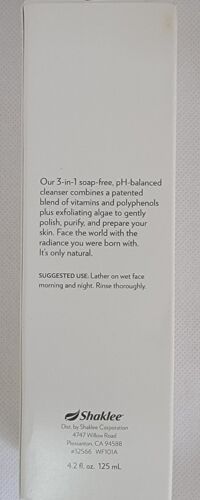 Our 3-in-1 soap-free, pH-balanced
cleanser combines a patented
blend of vitamins and polyphenols
plus exfoliating algae to gently
polish, purify, and prepare your
skin. Face the world with the
radiance you were born with.
It's only natural.
SUGGESTED USE: Lather on wet face
morning and night. Rinse thoroughly.
Shaklee
Dist. by Shaklee Corporation
4747 Willow Road
Pleasanton, CA 94588
#32566 WF101A
4.2 fl. oz. 125 mL